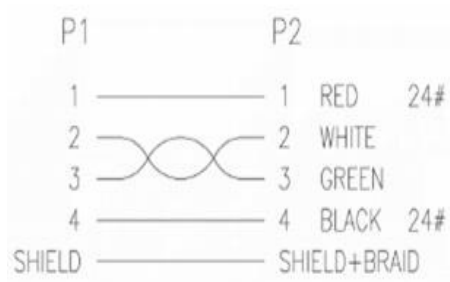 P1 P2
1 1 RED 24#
2 2 WHITE
3 3 GREEN
4 4 BLACK 24#
SHIELD SHIELD+BRAID